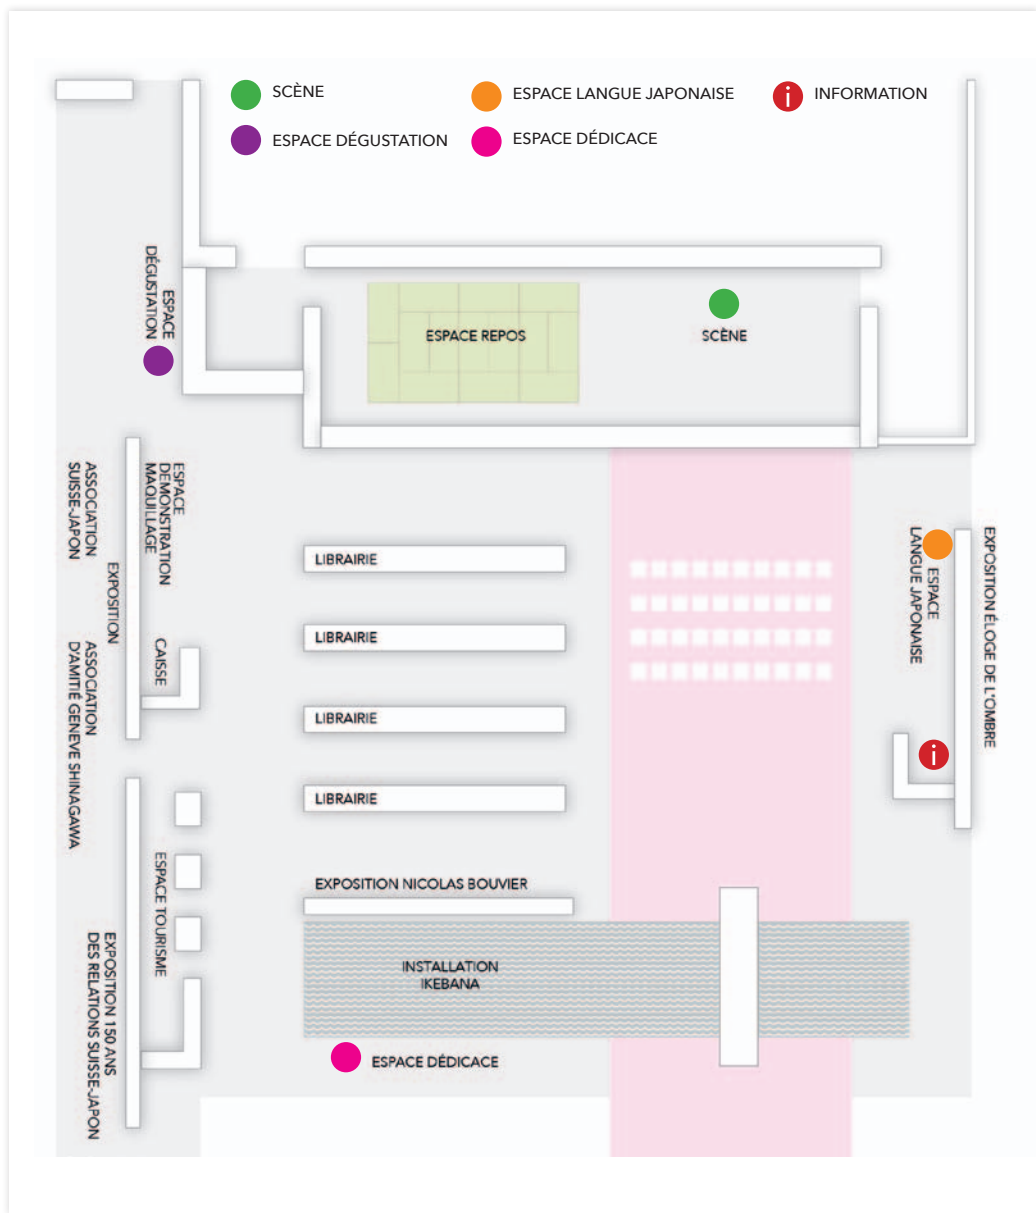 SCÈNE
ESPACE LANGUE JAPONAISE
i INFORMATION
ESPACE DÉGUSTATION
ESPACE DÉDICACE
ESPACE
DÉGUSTATION
ESPACE REPOS
SCÈNE
ESPACE
DÉMONSTRATION
MAQUILLAGE
ASSOCIATION
SUISSE-JAPON
EXPOSITION
CAISSE
ASSOCIATION
D'AMITIÉ GENEVE SHINAGAWA
LIBRAIRIE
LIBRAIRIE
LIBRAIRIE
LIBRAIRIE
ESPACE
LANGUE JAPONAISE
EXPOSITION ÉLOGE DE L'OMBRE
i
ESPACE TOURISME
EXPOSITION 150 ANS
DES RELATIONS SUISSE-JAPON
EXPOSITION NICOLAS BOUVIER
INSTALLATION
IKEBANA
ESPACE DÉDICACE